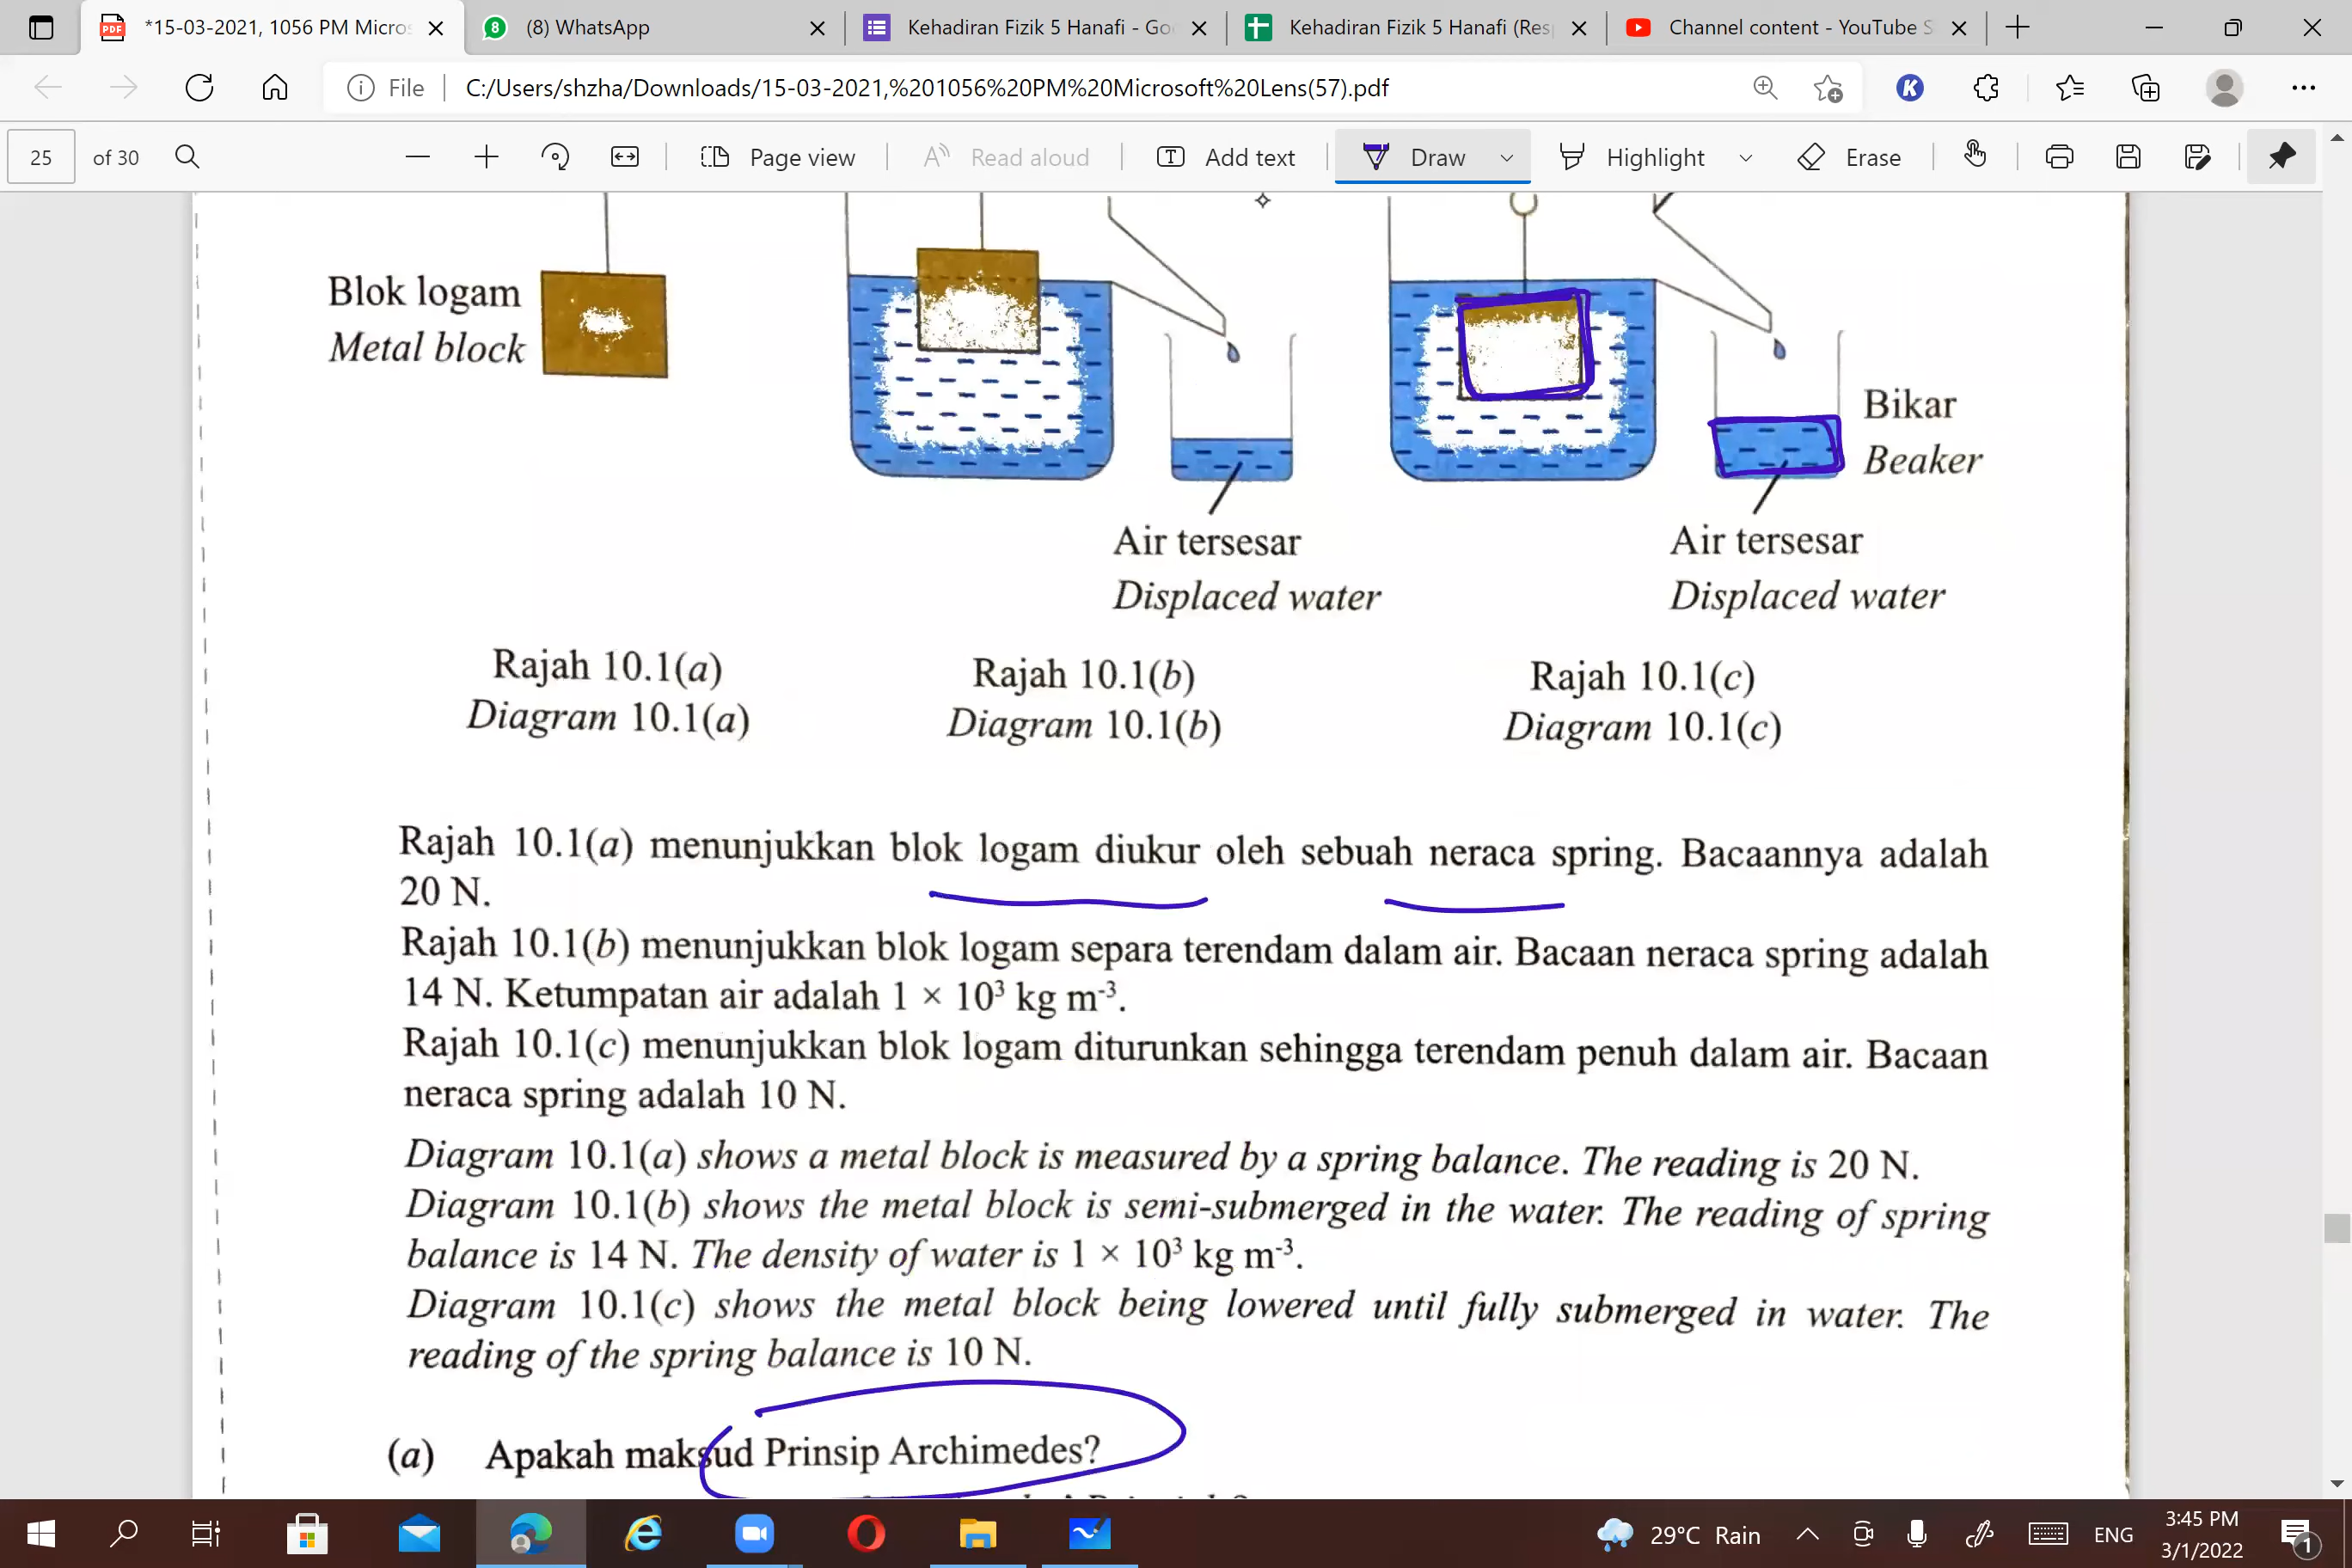 *15-03-2021, 1056 PM Micros
(8) WhatsApp
Kehadiran Fizik 5 Hanafi - Go
Kehadiran Fizik 5 Hanafi (Res
Channel content - YouTube S
File
C:/Users/shzha/Downloads/15-03-2021,%201056%20PM%20Microsoft%20Lens(57).pdf
25 of 30
Page view
Read aloud
Add text
Draw
Highlight
Erase
Blok logam
Metal block
Bikar
Beaker
Air tersesar
Displaced water
Air tersesar
Displaced water
Rajah 10.1(a)
Diagram 10.1(a)
Rajah 10.1(b)
Diagram 10.1(b)
Rajah 10.1(c)
Diagram 10.1(c)
Rajah 10.1(a) menunjukkan blok logam diukur oleh sebuah neraca spring. Bacaannya adalah
20 N.
Rajah 10.1(b) menunjukkan blok logam separa terendam dalam air. Bacaan neraca spring adalah
14 N. Ketumpatan air adalah 1 × 10³ kg m⁻³.
Rajah 10.1(c) menunjukkan blok logam diturunkan sehingga terendam penuh dalam air. Bacaan
neraca spring adalah 10 N.
Diagram 10.1(a) shows a metal block is measured by a spring balance. The reading is 20 N.
Diagram 10.1(b) shows the metal block is semi-submerged in the water. The reading of spring
balance is 14 N. The density of water is 1 × 10³ kg m⁻³.
Diagram 10.1(c) shows the metal block being lowered until fully submerged in water. The
reading of the spring balance is 10 N.
(a) Apakah maksud Prinsip Archimedes?
29°C Rain
ENG
3:45 PM
3/1/2022
1